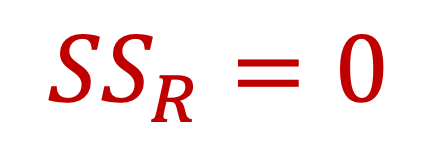 SS_R = 0